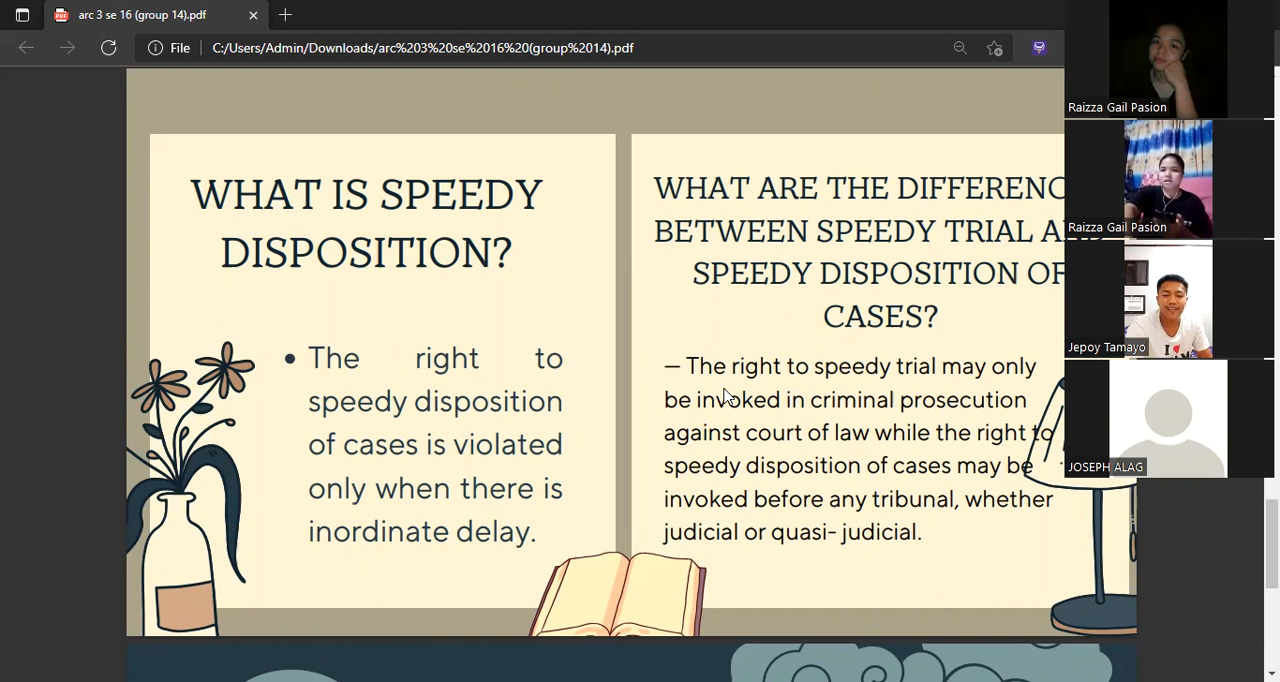 arc 3 se 16 (group 14).pdf
File
C:/Users/Admin/Downloads/arc%203%20se%2016%20(group%2014).pdf
WHAT IS SPEEDY
DISPOSITION?
The right to
speedy disposition
of cases is violated
only when there is
inordinate delay.
WHAT ARE THE DIFFERENC
BETWEEN SPEEDY TRIAL AND
SPEEDY DISPOSITION OF
CASES?
— The right to speedy trial may only
be invoked in criminal prosecution
against court of law while the right to
speedy disposition of cases may be
invoked before any tribunal, whether
judicial or quasi- judicial.
Raizza Gail Pasion
Raizza Gail Pasion
Jepoy Tamayo
JOSEPH ALAG